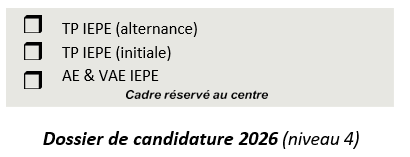 TP IEPE (alternance)
TP IEPE (initiale)
AE & VAE IEPE
Cadre réservé au centre
Dossier de candidature 2026 (niveau 4)